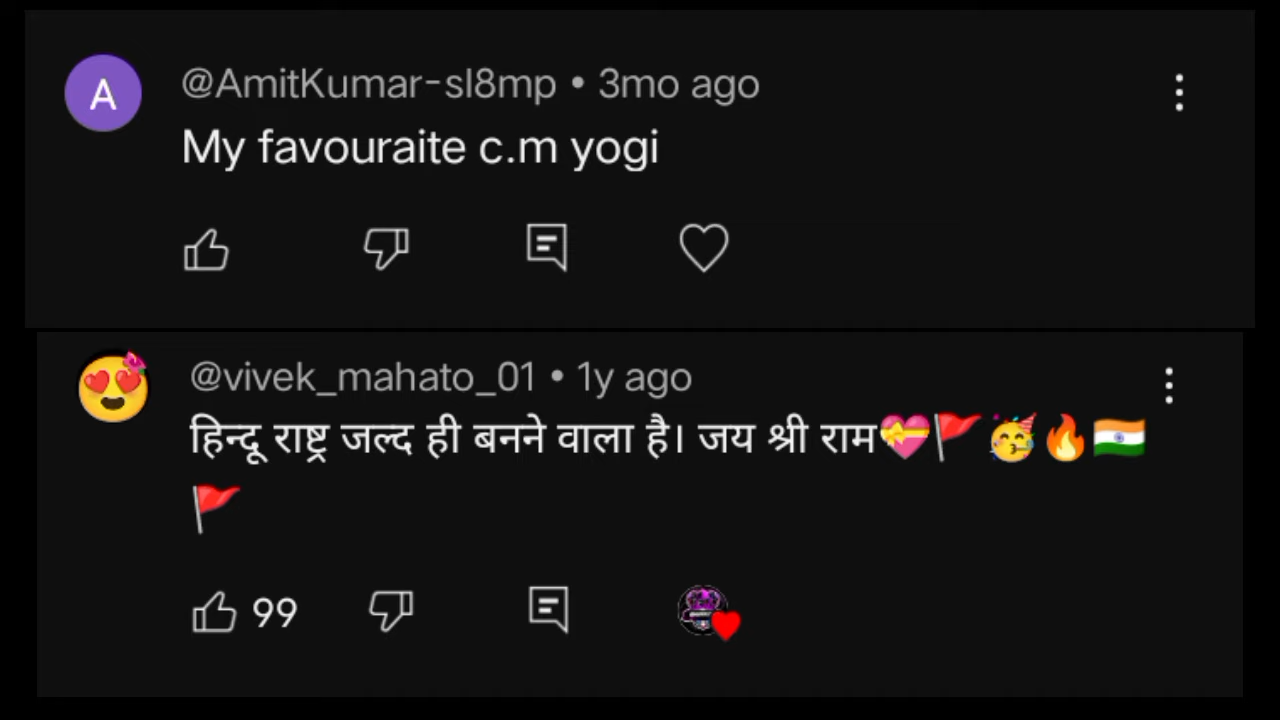 A
@AmitKumar-sl8mp • 3mo ago
My favouraite c.m yogi
@vivek_mahato_01 • 1y ago
हिन्दू राष्ट्र जल्द ही बनने वाला है। जय श्री राम💝🚩🥳🔥🇮🇳
🚩
99